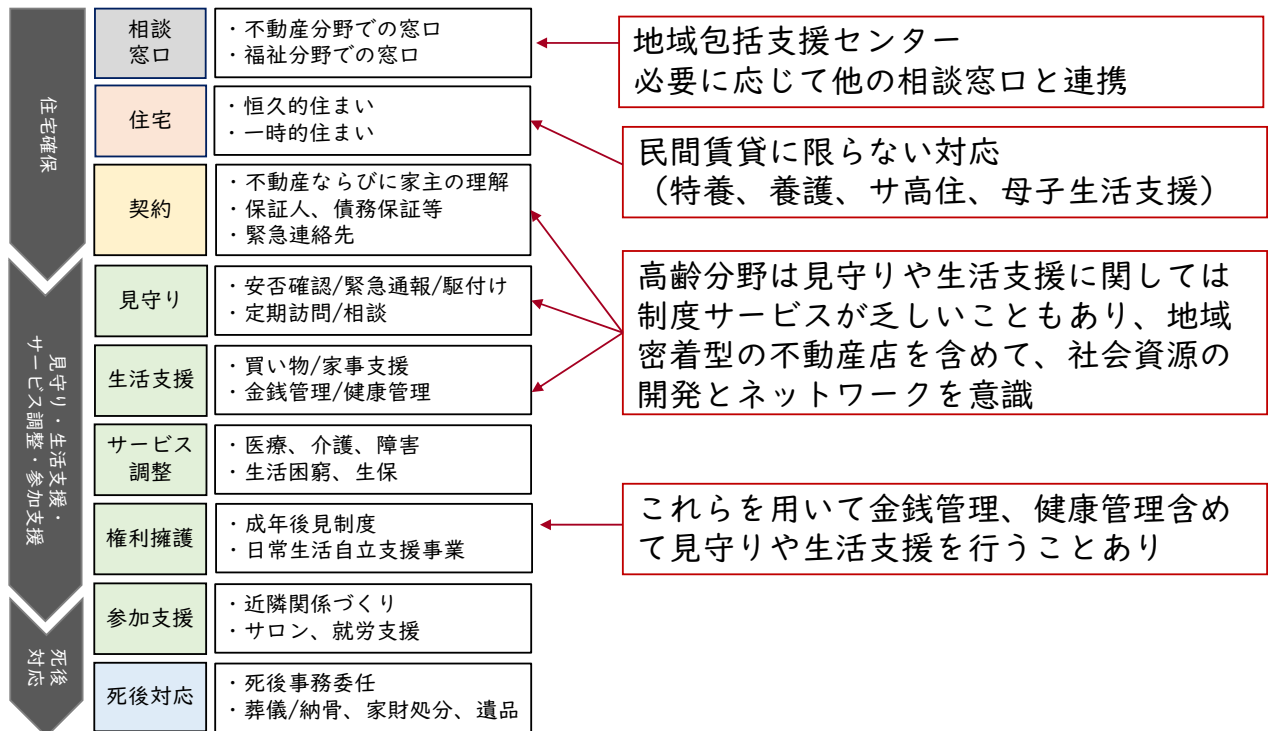 住宅確保
見守り・生活支援・
サービス調整・参加支援
死後
対応
相談
窓口
・不動産分野での窓口
・福祉分野での窓口
住宅
・恒久的住まい
・一時的住まい
契約
・不動産ならびに家主の理解
・保証人、債務保証等
・緊急連絡先
見守り
・安否確認/緊急通報/駆付け
・定期訪問/相談
生活支援
・買い物/家事支援
・金銭管理/健康管理
サービス
調整
・医療、介護、障害
・生活困窮、生保
権利擁護
・成年後見制度
・日常生活自立支援事業
参加支援
・近隣関係づくり
・サロン、就労支援
死後対応
・死後事務委任
・葬儀/納骨、家財処分、遺品
地域包括支援センター
必要に応じて他の相談窓口と連携
民間賃貸に限らない対応
（特養、養護、サ高住、母子生活支援）
高齢分野は見守りや生活支援に関しては
制度サービスが乏しいこともあり、地域
密着型の不動産店を含めて、社会資源の
開発とネットワークを意識
これらを用いて金銭管理、健康管理含め
て見守りや生活支援を行うことあり